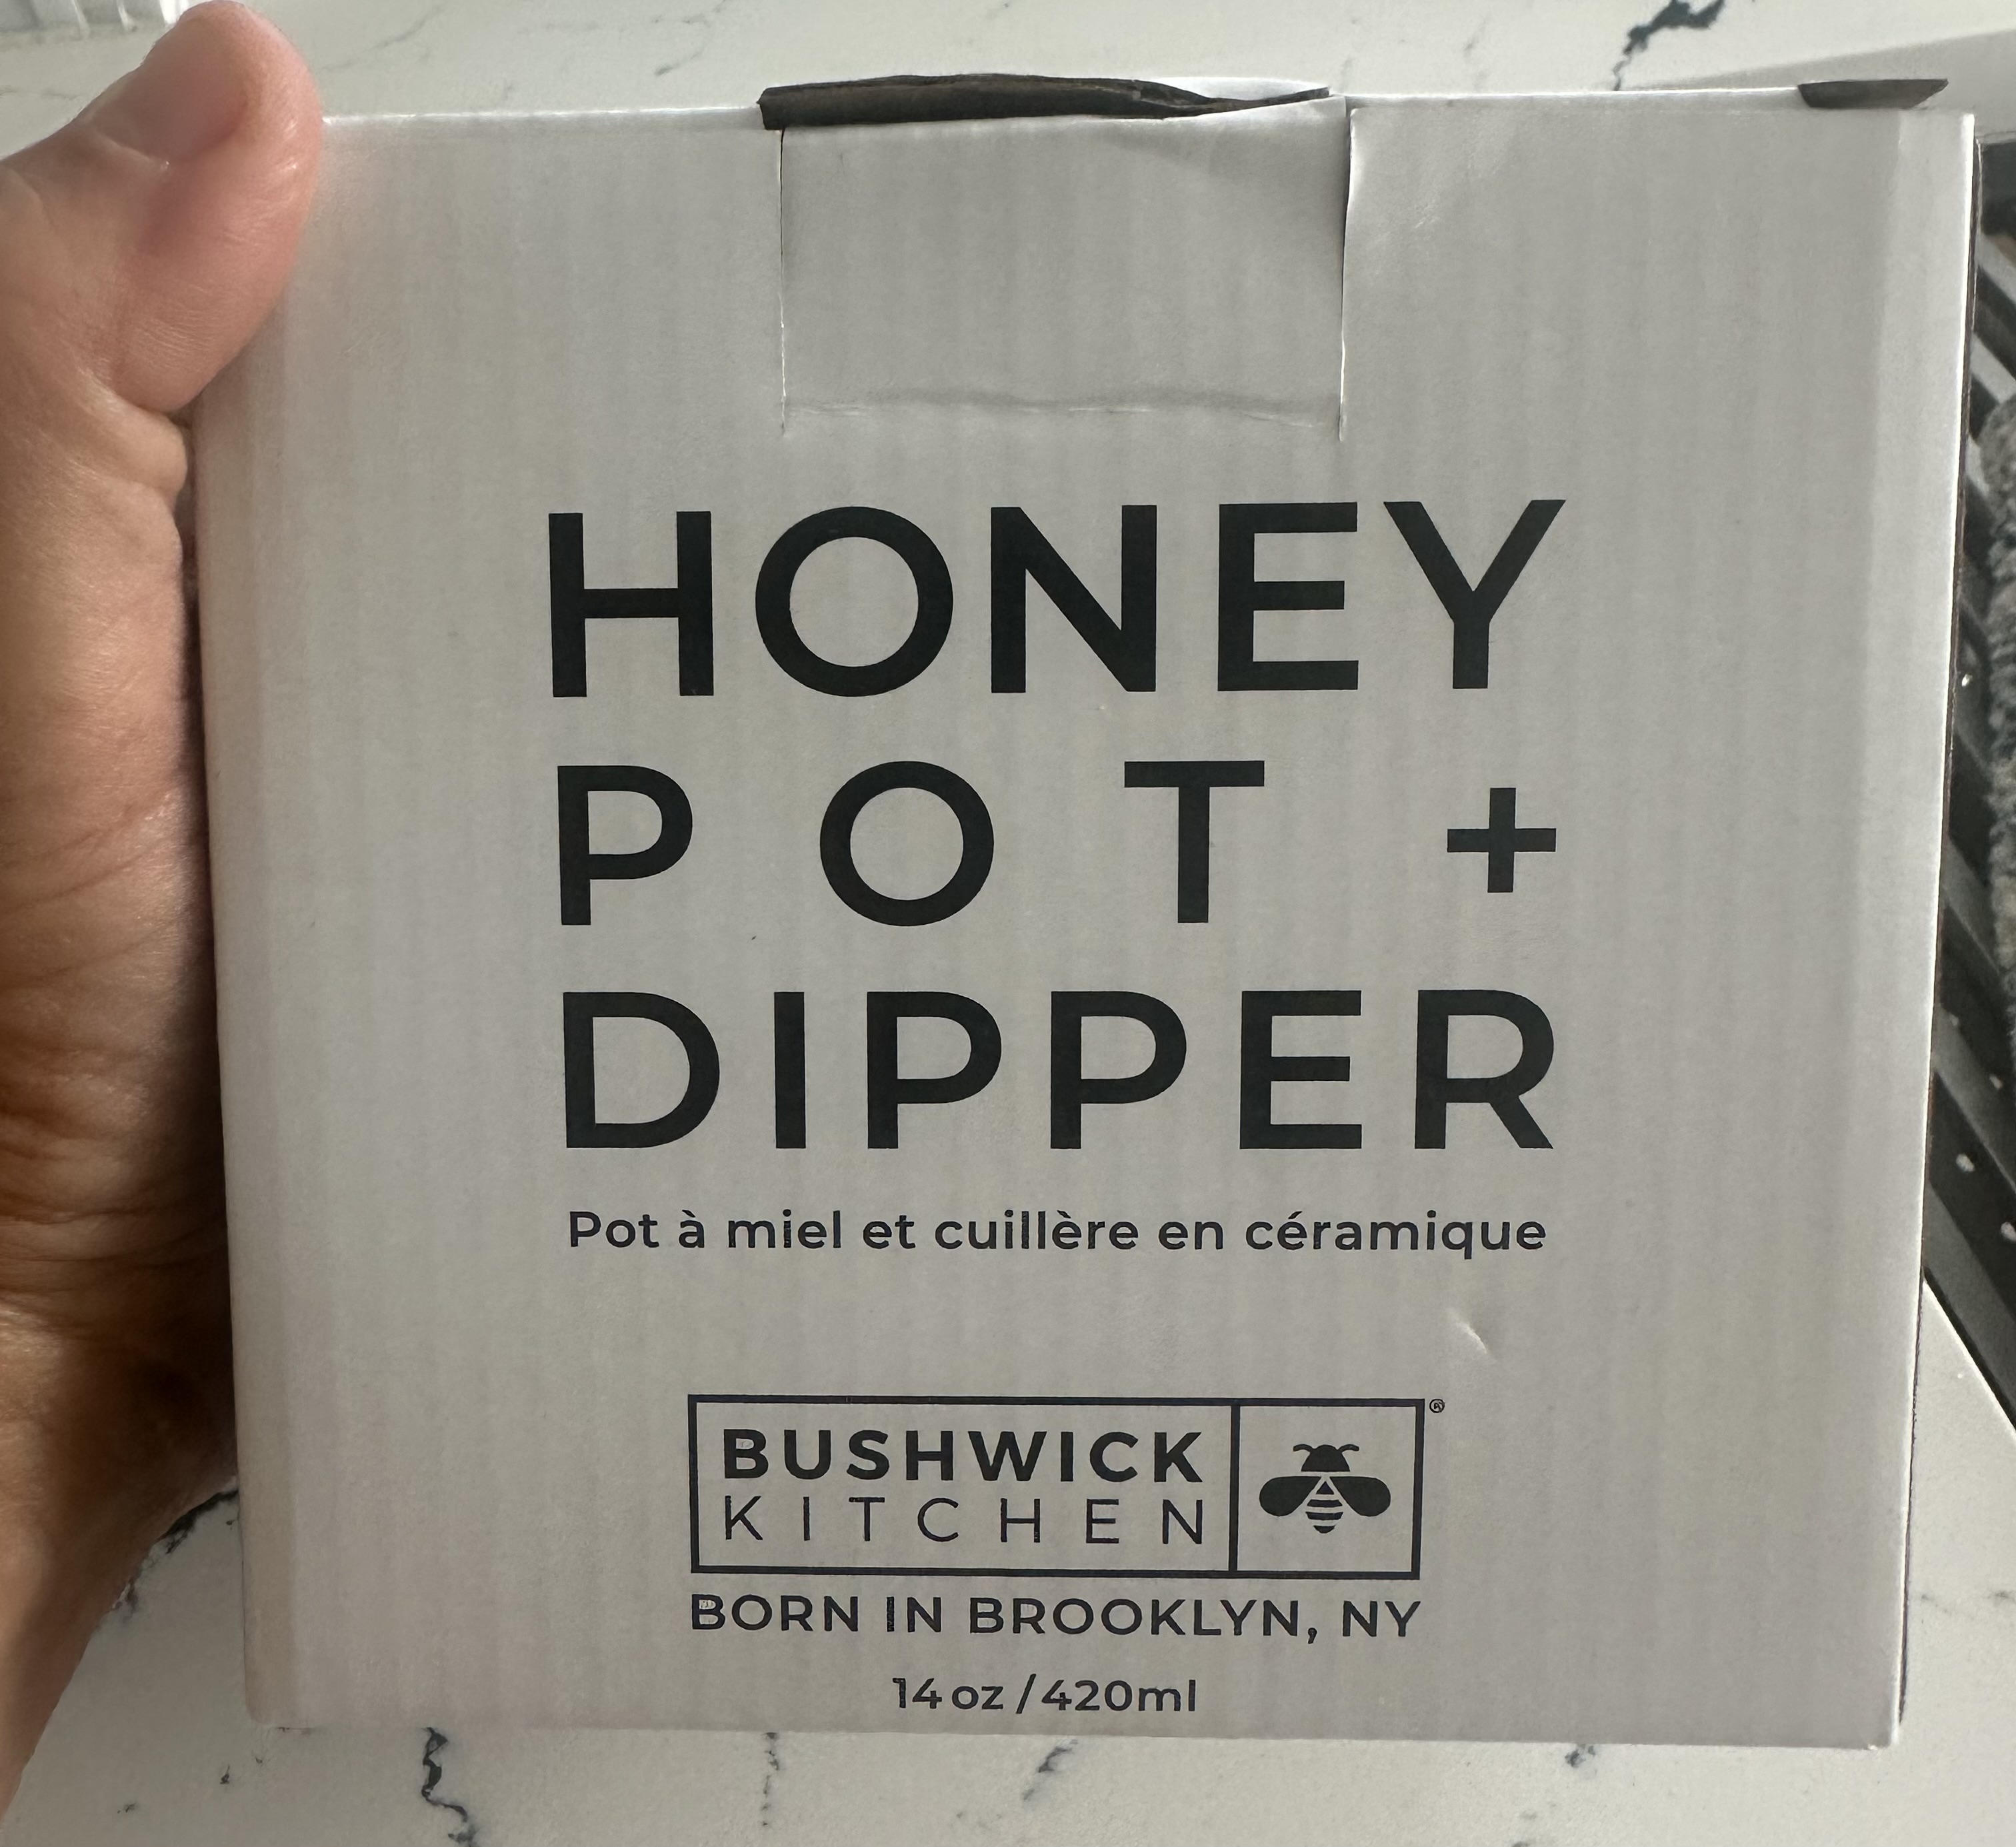 HONEY
POT +
DIPPER
Pot à miel et cuillère en céramique
BUSHWICK
KITCHEN
®
BORN IN BROOKLYN, NY
14 oz / 420ml